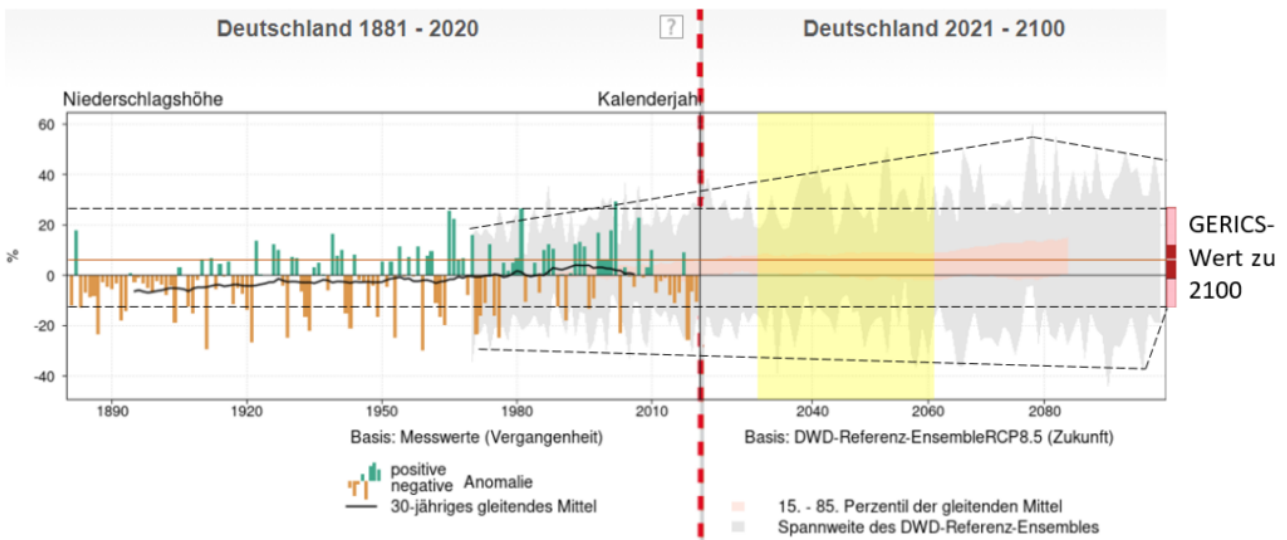 Deutschland 1881 - 2020
?
Deutschland 2021 - 2100
Niederschlagshöhe
Kalenderjah
60
40
20
0
-20
-40
%
1890
1920
1950
1980
2010
2040
2060
2080
GERICS-
Wert zu
2100
Basis: Messwerte (Vergangenheit)
Basis: DWD-Referenz-EnsembleRCP8.5 (Zukunft)
positive
negative
Anomalie
30-jähriges gleitendes Mittel
15. - 85. Perzentil der gleitenden Mittel
Spannweite des DWD-Referenz-Ensembles